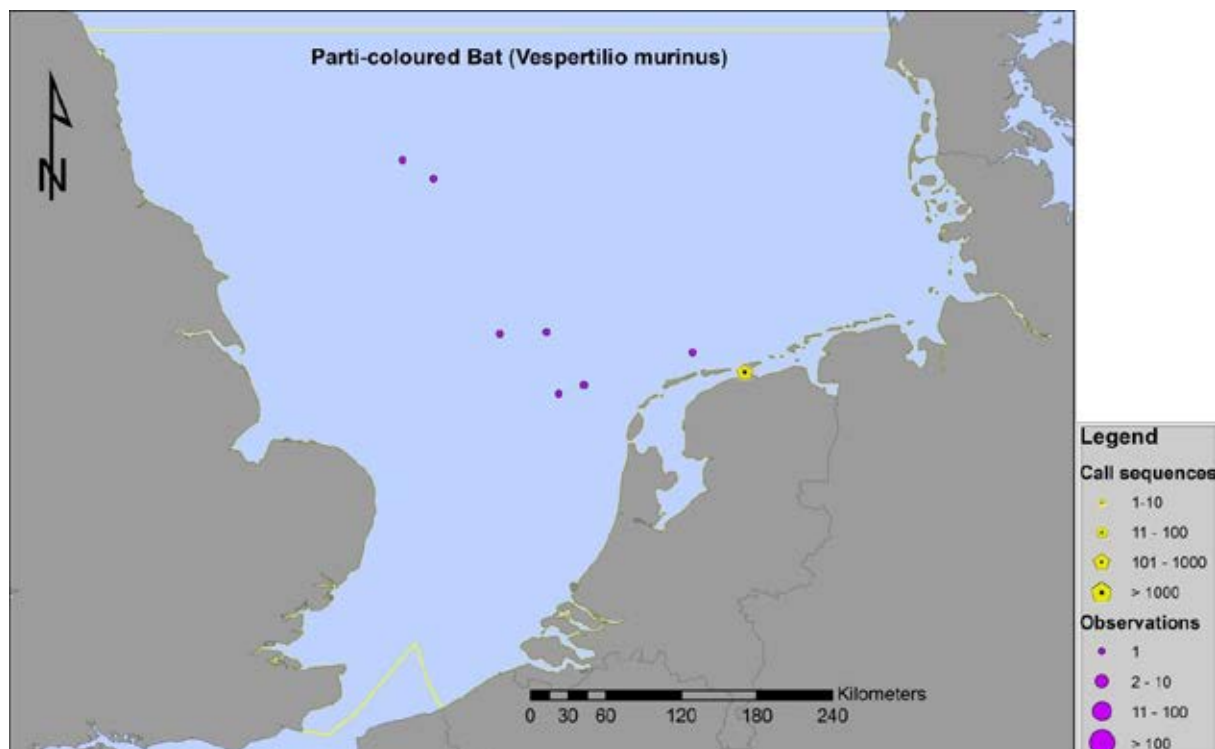 Parti-coloured Bat (Vespertilio murinus)
N
Kilometers
0 30 60 120 180 240
Legend
Call sequences
1-10
11 - 100
101 - 1000
> 1000
Observations
1
2 - 10
11 - 100
> 100